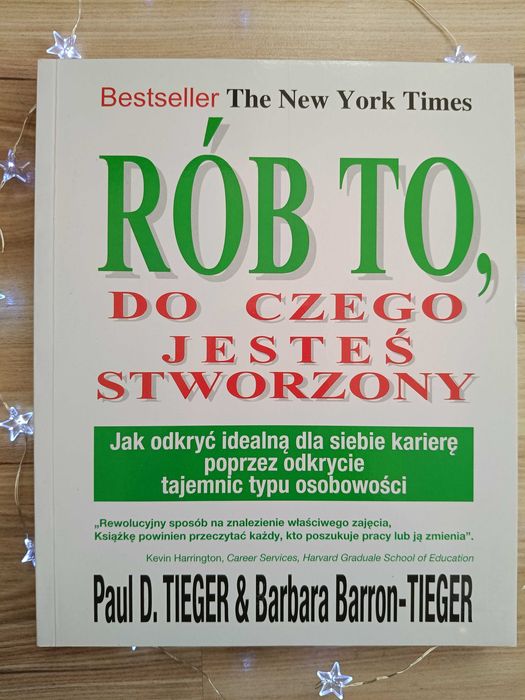 Bestseller The New York Times
RÓB TO,
DO CZEGO
JESTEŚ
STWORZONY
Jak odkryć idealną dla siebie karierę
poprzez odkrycie
tajemnic typu osobowości
„Rewolucyjny sposób na znalezienie właściwego zajęcia,
Książkę powinien przeczytać każdy, kto poszukuje pracy lub ją zmienia”.
Kevin Harrington, Career Services, Harvard Graduale School of Education
Paul D. TIEGER & Barbara Barron-TIEGER